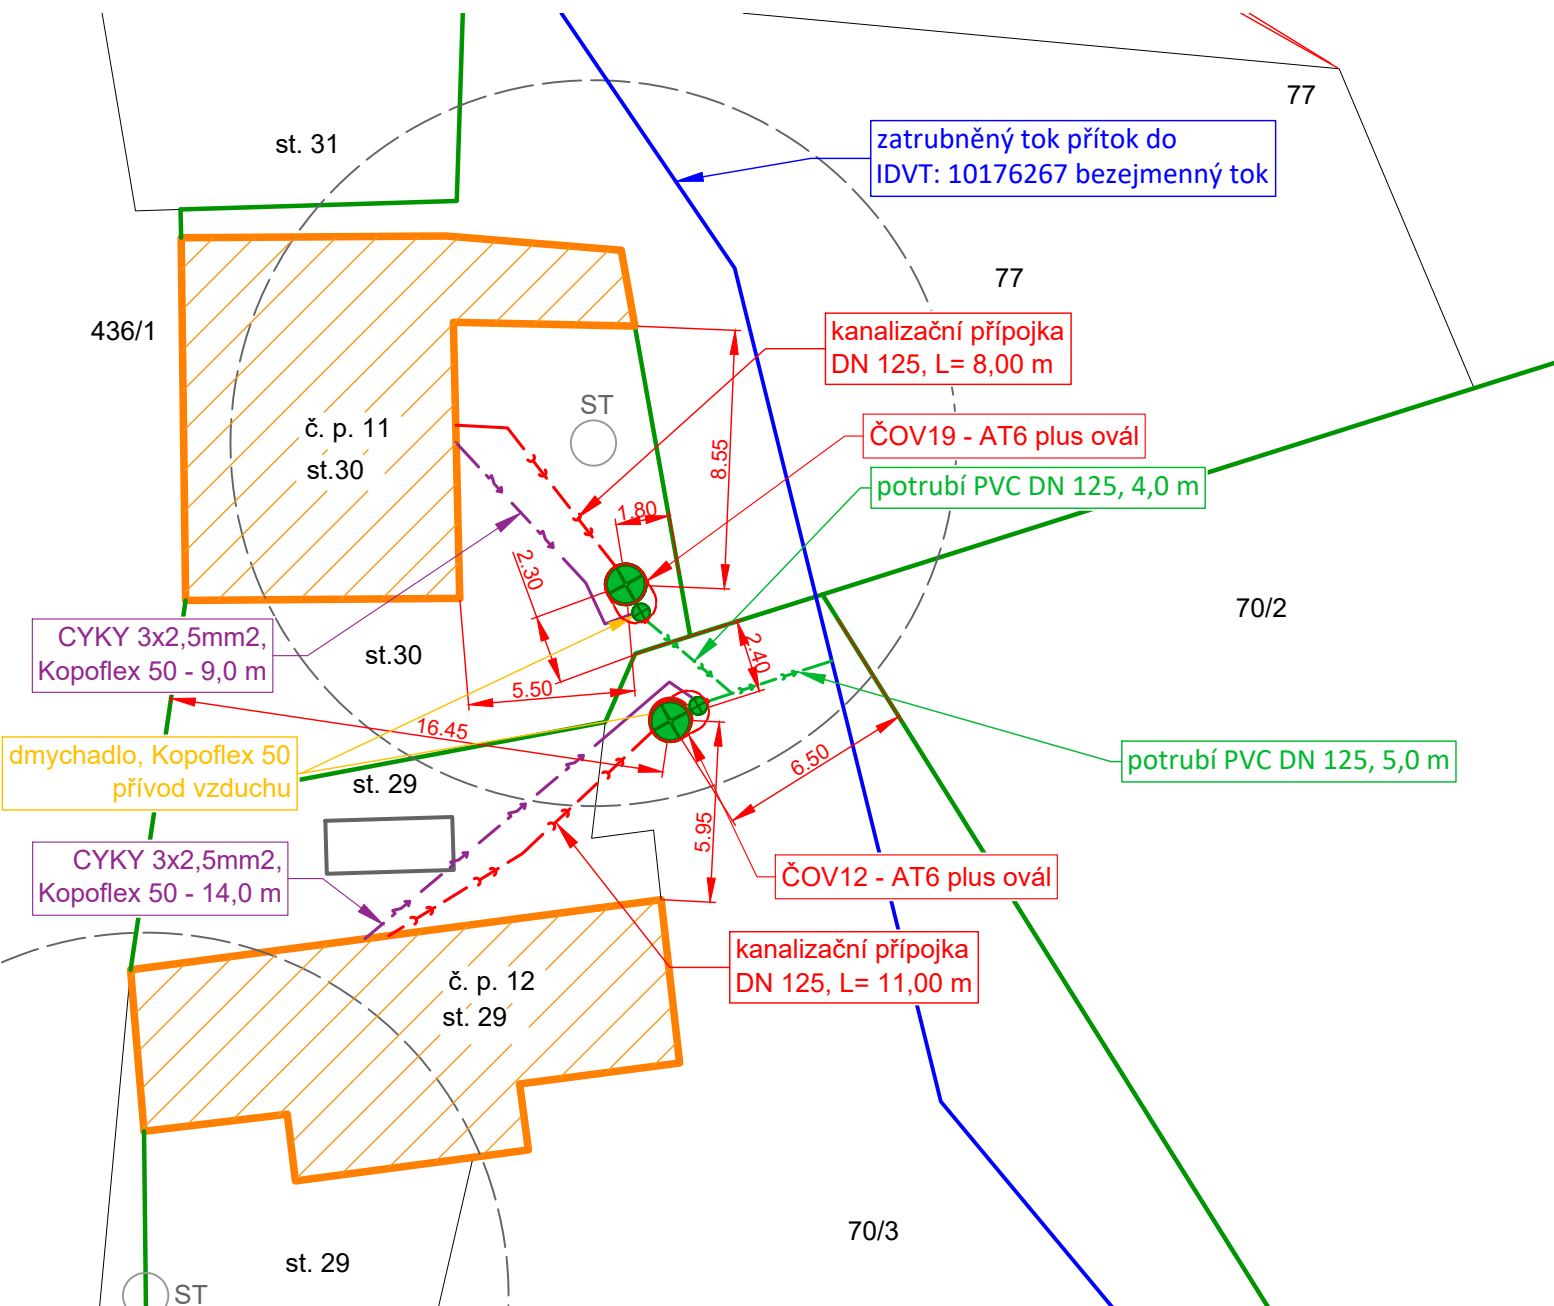 77
st. 31
zatrubněný tok přítok do
IDVT: 10176267 bezejmenný tok
77
436/1
kanalizační přípojka
DN 125, L= 8,00 m
ST
č. p. 11
st.30
8.55
ČOV19 - AT6 plus ovál
potrubí PVC DN 125, 4,0 m
1.80
2.30
70/2
CYKY 3x2,5mm2,
Kopoflex 50 - 9,0 m
st.30
2.40
5.50
16.45
dmychadlo, Kopoflex 50
přívod vzduchu
st. 29
6.50
potrubí PVC DN 125, 5,0 m
5.95
CYKY 3x2,5mm2,
Kopoflex 50 - 14,0 m
ČOV12 - AT6 plus ovál
kanalizační přípojka
DN 125, L= 11,00 m
č. p. 12
st. 29
70/3
st. 29
ST